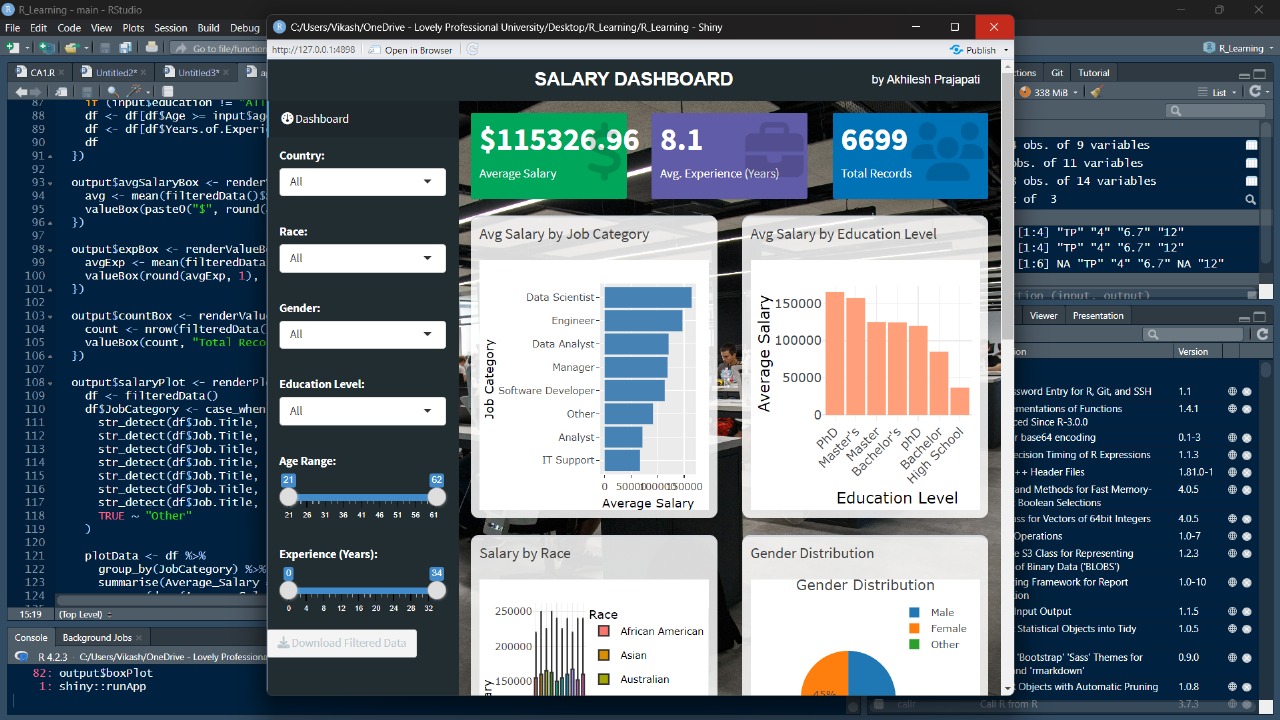 R_Learning - main - RStudio
File Edit Code View Plots Session Build Debug
Go to file/function
R_Learning
CA1.R
Untitled2*
Untitled3*
87 if (input$education != "All
88 df <- df[df$Age >= input$ag
89 df <- df[df$Years.of.Experi
90 df
91 })
92
93 output$avgSalaryBox <- render
94 avg <- mean(filteredData()$
95 valueBox(paste0("$", round(
96 })
97
98 output$expBox <- renderValueB
99 avgExp <- mean(filteredData
100 valueBox(round(avgExp, 1),
101 })
102
103 output$countBox <- renderValu
104 count <- nrow(filteredData(
105 valueBox(count, "Total Reco
106 })
107
108 output$salaryPlot <- renderPl
109 df <- filteredData()
110 df$JobCategory <- case_when
111 str_detect(df$Job.Title,
112 str_detect(df$Job.Title,
113 str_detect(df$Job.Title,
114 str_detect(df$Job.Title,
115 str_detect(df$Job.Title,
116 str_detect(df$Job.Title,
117 str_detect(df$Job.Title,
118 TRUE ~ "Other"
119 )
120
121 plotData <- df %>%
122 group_by(JobCategory) %>%
123 summarise(Average_Salary
15:19 (Top Level)
Console Background Jobs
R 4.2.3 · C:/Users/Vikash/OneDrive - Lovely Professiona
82: output$boxPlot
1: shiny::runApp
C:/Users/Vikash/OneDrive - Lovely Professional University/Desktop/R_Learning/R_Learning - Shiny
http://127.0.0.1:4898 Open in Browser
Publish
SALARY DASHBOARD
by Akhilesh Prajapati
Dashboard
Country:
All
Race:
All
Gender:
All
Education Level:
All
Age Range:
21 62
21 26 31 36 41 46 51 56 61
Experience (Years):
0 34
0 4 8 12 16 20 24 28 32
Download Filtered Data
$115326.96
Average Salary
8.1
Avg. Experience (Years)
6699
Total Records
Avg Salary by Job Category
Job Category
Data Scientist
Engineer
Data Analyst
Manager
Software Developer
Other
Analyst
IT Support
0 50000 100000 150000
Average Salary
Avg Salary by Education Level
Average Salary
150000
100000
50000
0
PhD
Master's
Master
Bachelor's
phD
Bachelor
High School
Education Level
Salary by Race
250000
200000
150000
Race
African American
Asian
Australian
Gender Distribution
Gender Distribution
Male
Female
Other
45%
Git Tutorial
338 MiB
List
obs. of 9 variables
obs. of 11 variables
obs. of 14 variables
of 3
[1:4] "TP" "4" "6.7" "12"
[1:4] "TP" "4" "6.7" "12"
[1:6] NA "TP" "4" "6.7" NA "12"
(input, output)
Viewer Presentation
Version
ssword Entry for R, Git, and SSH 1.1
ementations of Functions 1.4.1
ced Since R-3.0.0
r base64 encoding 0.1-3
ecision Timing of R Expressions 1.1.3
++ Header Files 1.81.0-1
and Methods for Fast Memory- 4.0.5
Boolean Selections
ss for Vectors of 64bit Integers 4.0.5
Operations 1.0-7
e S3 Class for Representing 1.2.3
of Binary Data ('BLOBS')
ring Framework for Report 1.0-10
ion
Input Output 1.1.5
Statistical Objects into Tidy 1.0.5
'Bootstrap' 'Sass' Themes for 0.9.0
and 'rmarkdown'
Objects with Automatic Pruning 1.0.8
callr Call R from R 3.7.3